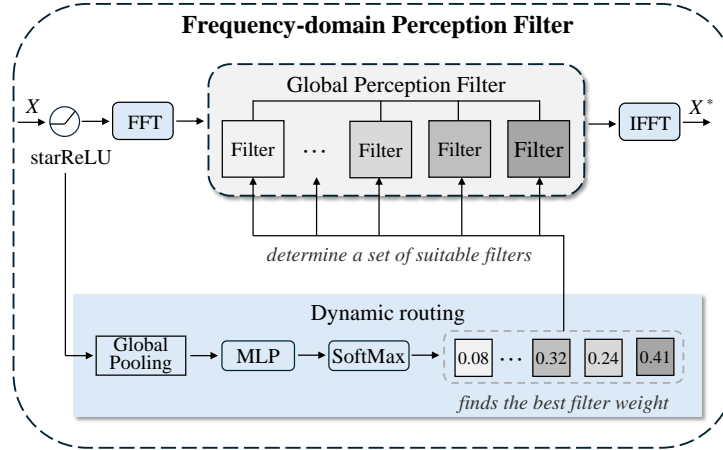 Frequency-domain Perception Filter
Global Perception Filter
X
FFT
Filter
...
Filter
Filter
Filter
IFFT
X*
starReLU
determine a set of suitable filters
Dynamic routing
Global
Pooling
MLP
SoftMax
0.08 ... 0.32 0.24 0.41
finds the best filter weight